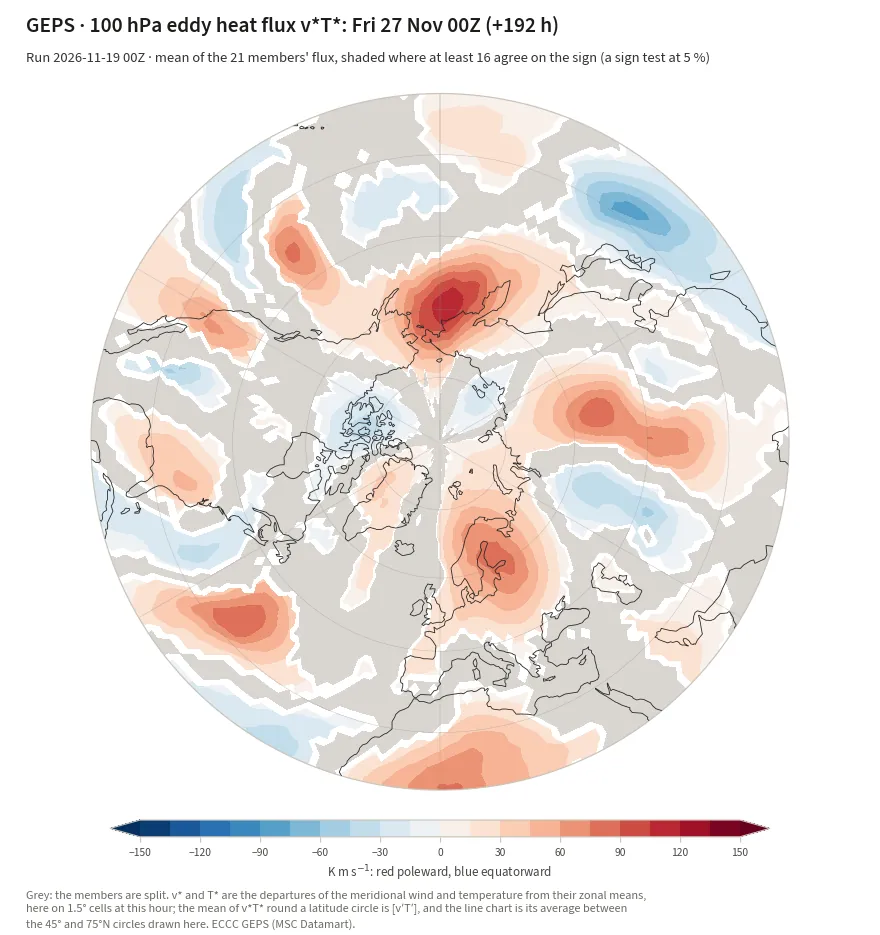 GEPS · 100 hPa eddy heat flux v*T*: Fri 27 Nov 00Z (+192 h)
Run 2026-11-19 00Z · mean of the 21 members' flux, shaded where at least 16 agree on the sign (a sign test at 5 %)
−150 −120 −90 −60 −30 0 30 60 90 120 150
K m s⁻¹: red poleward, blue equatorward
Grey: the members are split. v* and T* are the departures of the meridional wind and temperature from their zonal means,
here on 1.5° cells at this hour; the mean of v*T* round a latitude circle is [v'T'], and the line chart is its average between
the 45° and 75°N circles drawn here. ECCC GEPS (MSC Datamart).